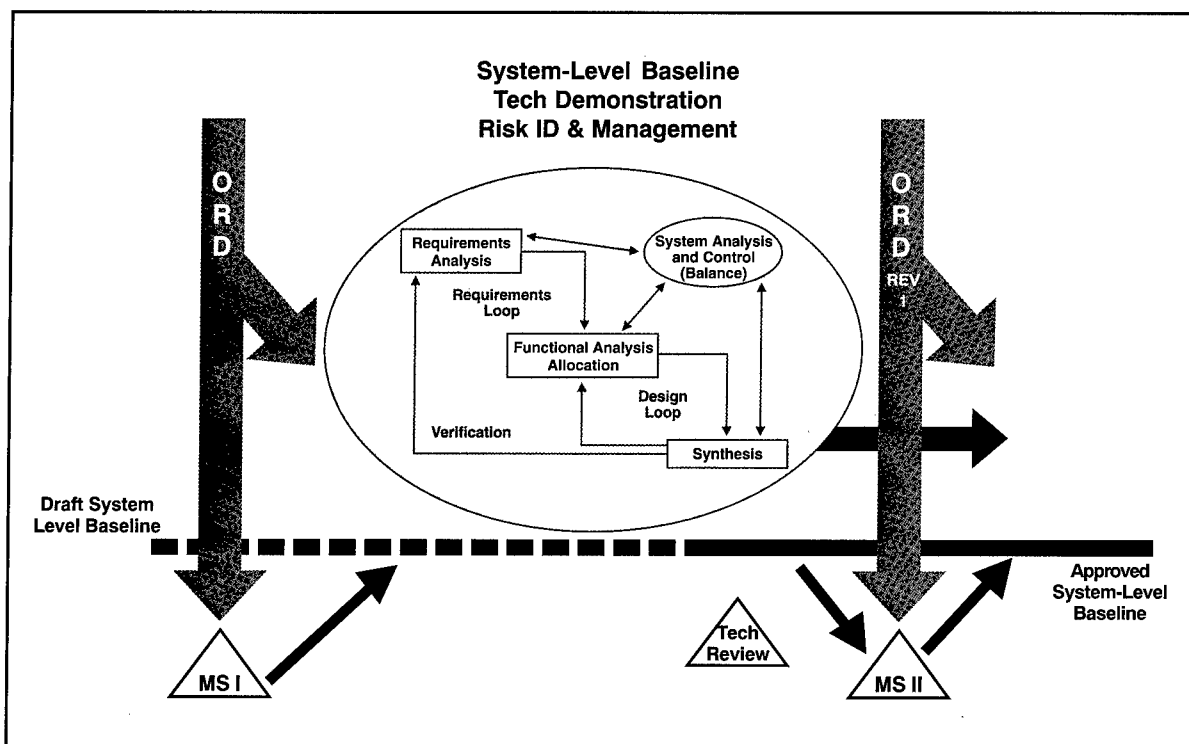 System-Level Baseline
Tech Demonstration
Risk ID & Management
O
R
D
O
R
D
REV
1
Requirements
Analysis
System Analysis
and Control
(Balance)
Requirements
Loop
Functional Analysis
Allocation
Design
Loop
Verification
Synthesis
Draft System
Level Baseline
Approved
System-Level
Baseline
Tech
Review
MS I
MS II